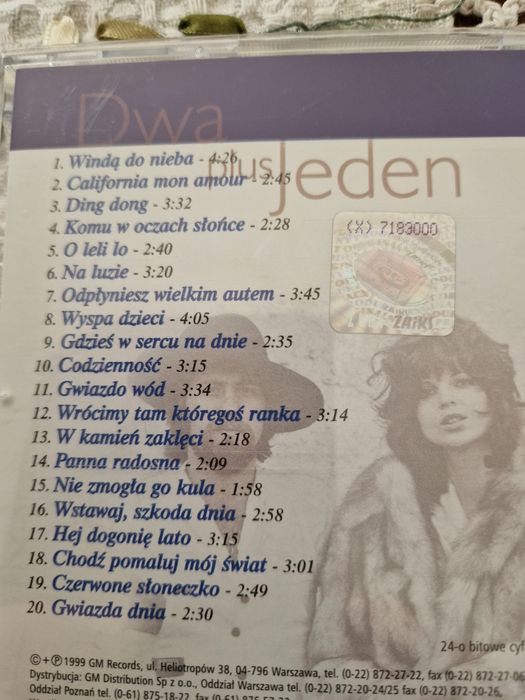 Dwa
plus
Jeden
1. Windą do nieba - 4:26
2. California mon amour - 2:45
3. Ding dong - 3:32
4. Komu w oczach słońce - 2:28
5. O leli lo - 2:40
6. Na luzie - 3:20
7. Odpłyniesz wielkim autem - 3:45
8. Wyspa dzieci - 4:05
9. Gdzieś w sercu na dnie - 2:35
10. Codzienność - 3:15
11. Gwiazdo wód - 3:34
12. Wrócimy tam któregoś ranka - 3:14
13. W kamień zaklęci - 2:18
14. Panna radosna - 2:09
15. Nie zmogła go kula - 1:58
16. Wstawaj, szkoda dnia - 2:58
17. Hej dogonię lato - 3:15
18. Chodź pomaluj mój świat - 3:01
19. Czerwone słoneczko - 2:49
20. Gwiazda dnia - 2:30
(X) 7183000
ZAiKS
24-o bitowe cyf
©+℗ 1999 GM Records, ul. Heliotropów 38, 04-796 Warszawa, tel. (0-22) 872-27-22, fax (0-22) 872-27-
Dystrybucja: GM Distribution Sp z o.o., Oddział Warszawa tel. (0-22) 872-20-24/25 fax (0-22) 872-20-26,
Oddział Poznań tel. (0-61) 875-18-22, fax (0-61)